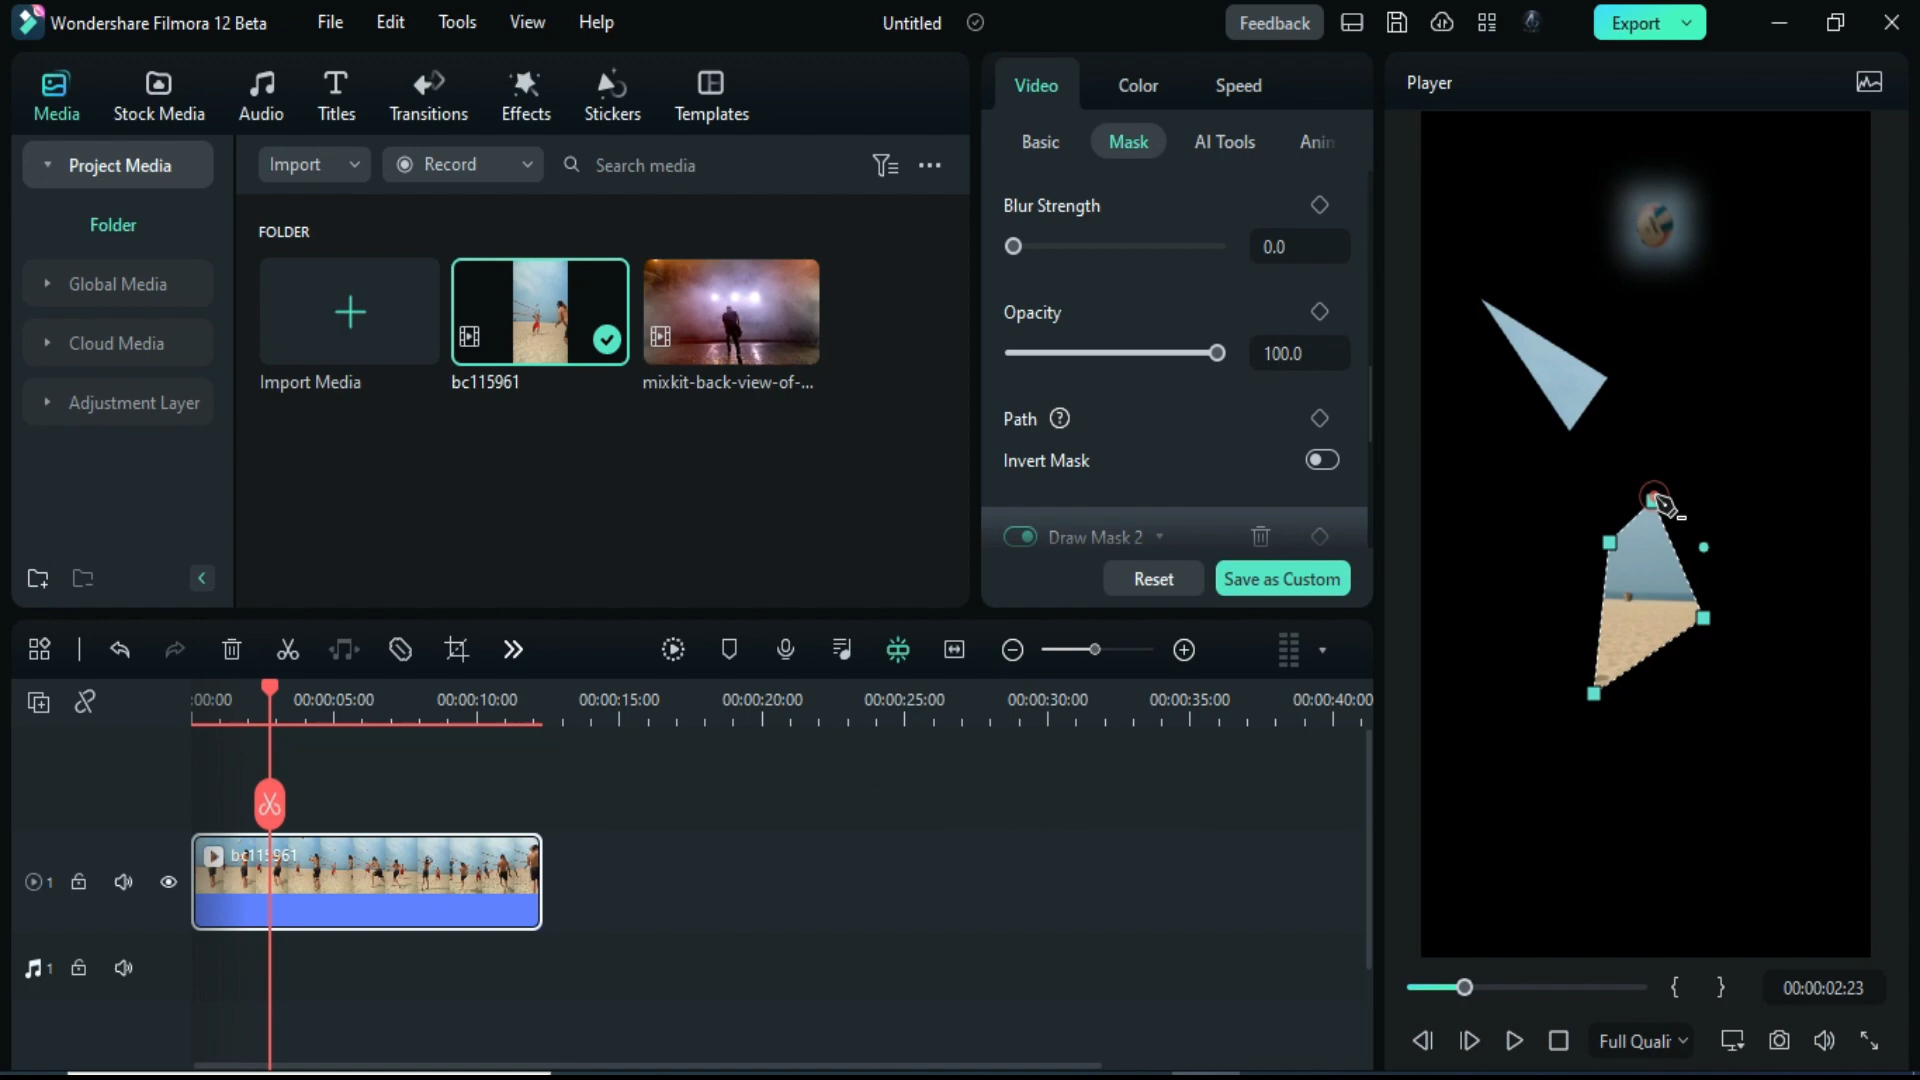 Wondershare Filmora 12 Beta
File
Edit
Tools
View
Help
Untitled
Feedback
Export
Media
Stock Media
Audio
Titles
Transitions
Effects
Stickers
Templates
Project Media
Folder
Global Media
Cloud Media
Adjustment Layer
Import
Record
Search media
FOLDER
Import Media
bc115961
mixkit-back-view-of-...
Video
Color
Speed
Basic
Mask
AI Tools
Anim
Blur Strength
0.0
Opacity
100.0
Path
Invert Mask
Draw Mask 2
Reset
Save as Custom
Player
:00:00
00:00:05:00
00:00:10:00
00:00:15:00
00:00:20:00
00:00:25:00
00:00:30:00
00:00:35:00
00:00:40:00
bc115961
1
1
{ }
00:00:02:23
Full Quali